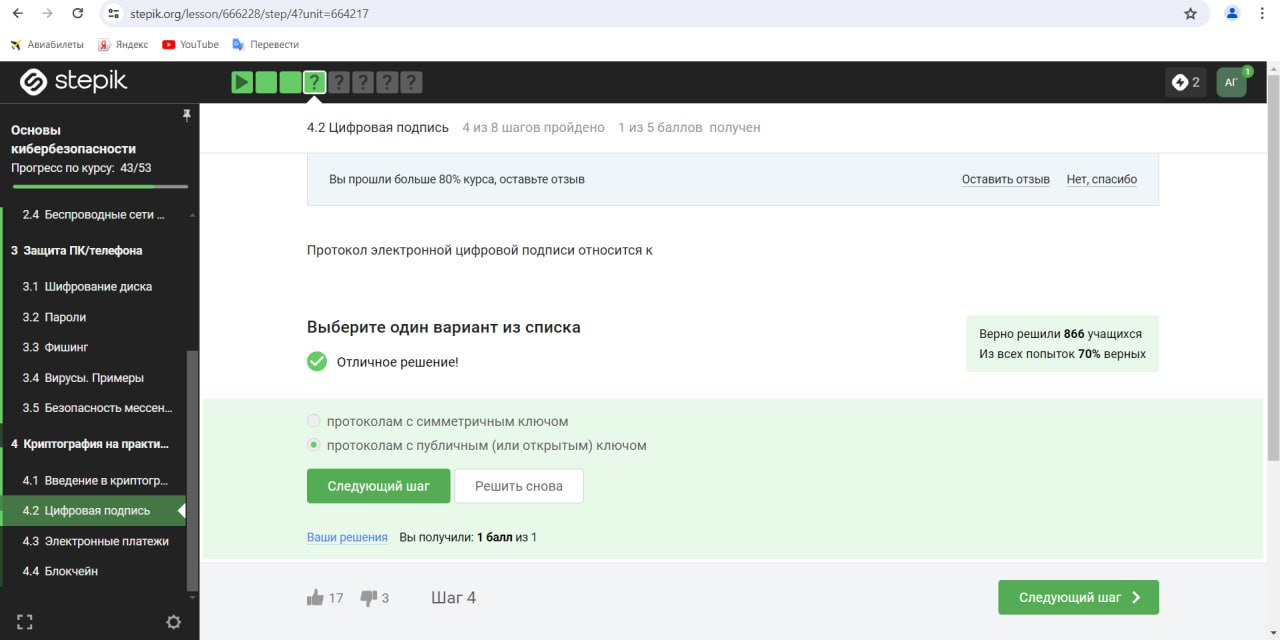 stepik.org/lesson/666228/step/4?unit=664217
Авиабилеты Яндекс YouTube Перевести
stepik
? ? ? ? ?
2
АГ
1
Основы
кибербезопасности
Прогресс по курсу: 43/53
2.4 Беспроводные сети ...
3 Защита ПК/телефона
3.1 Шифрование диска
3.2 Пароли
3.3 Фишинг
3.4 Вирусы. Примеры
3.5 Безопасность мессен...
4 Криптография на практи...
4.1 Введение в криптогр...
4.2 Цифровая подпись
4.3 Электронные платежи
4.4 Блокчейн
4.2 Цифровая подпись 4 из 8 шагов пройдено 1 из 5 баллов получен
Вы прошли больше 80% курса, оставьте отзыв Оставить отзыв Нет, спасибо
Протокол электронной цифровой подписи относится к
Выберите один вариант из списка
Отличное решение!
Верно решили 866 учащихся
Из всех попыток 70% верных
протоколам с симметричным ключом
протоколам с публичным (или открытым) ключом
Следующий шаг Решить снова
Ваши решения Вы получили: 1 балл из 1
17 3 Шаг 4 Следующий шаг